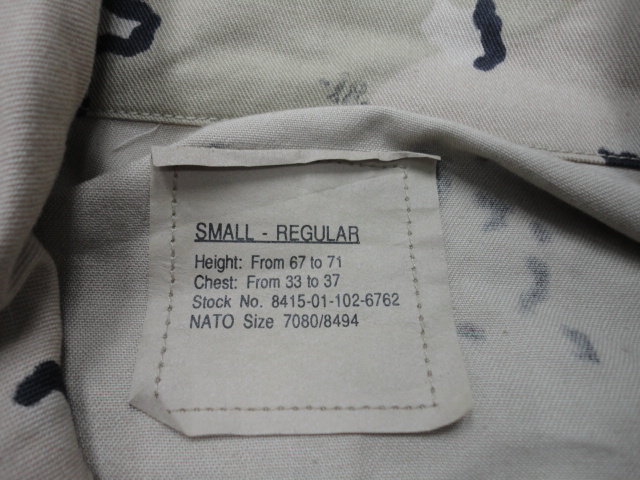 SMALL - REGULAR
Height: From 67 to 71
Chest: From 33 to 37
Stock No. 8415-01-102-6762
NATO Size 7080/8494